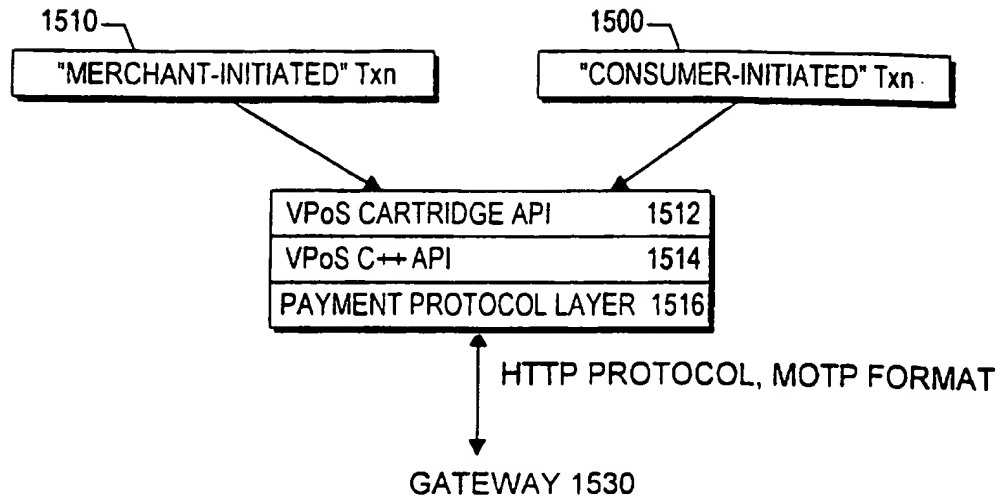 1510
1500
"MERCHANT-INITIATED" Txn
"CONSUMER-INITIATED" Txn
VPoS CARTRIDGE API 1512
VPoS C++ API 1514
PAYMENT PROTOCOL LAYER 1516
HTTP PROTOCOL, MOTP FORMAT
GATEWAY 1530